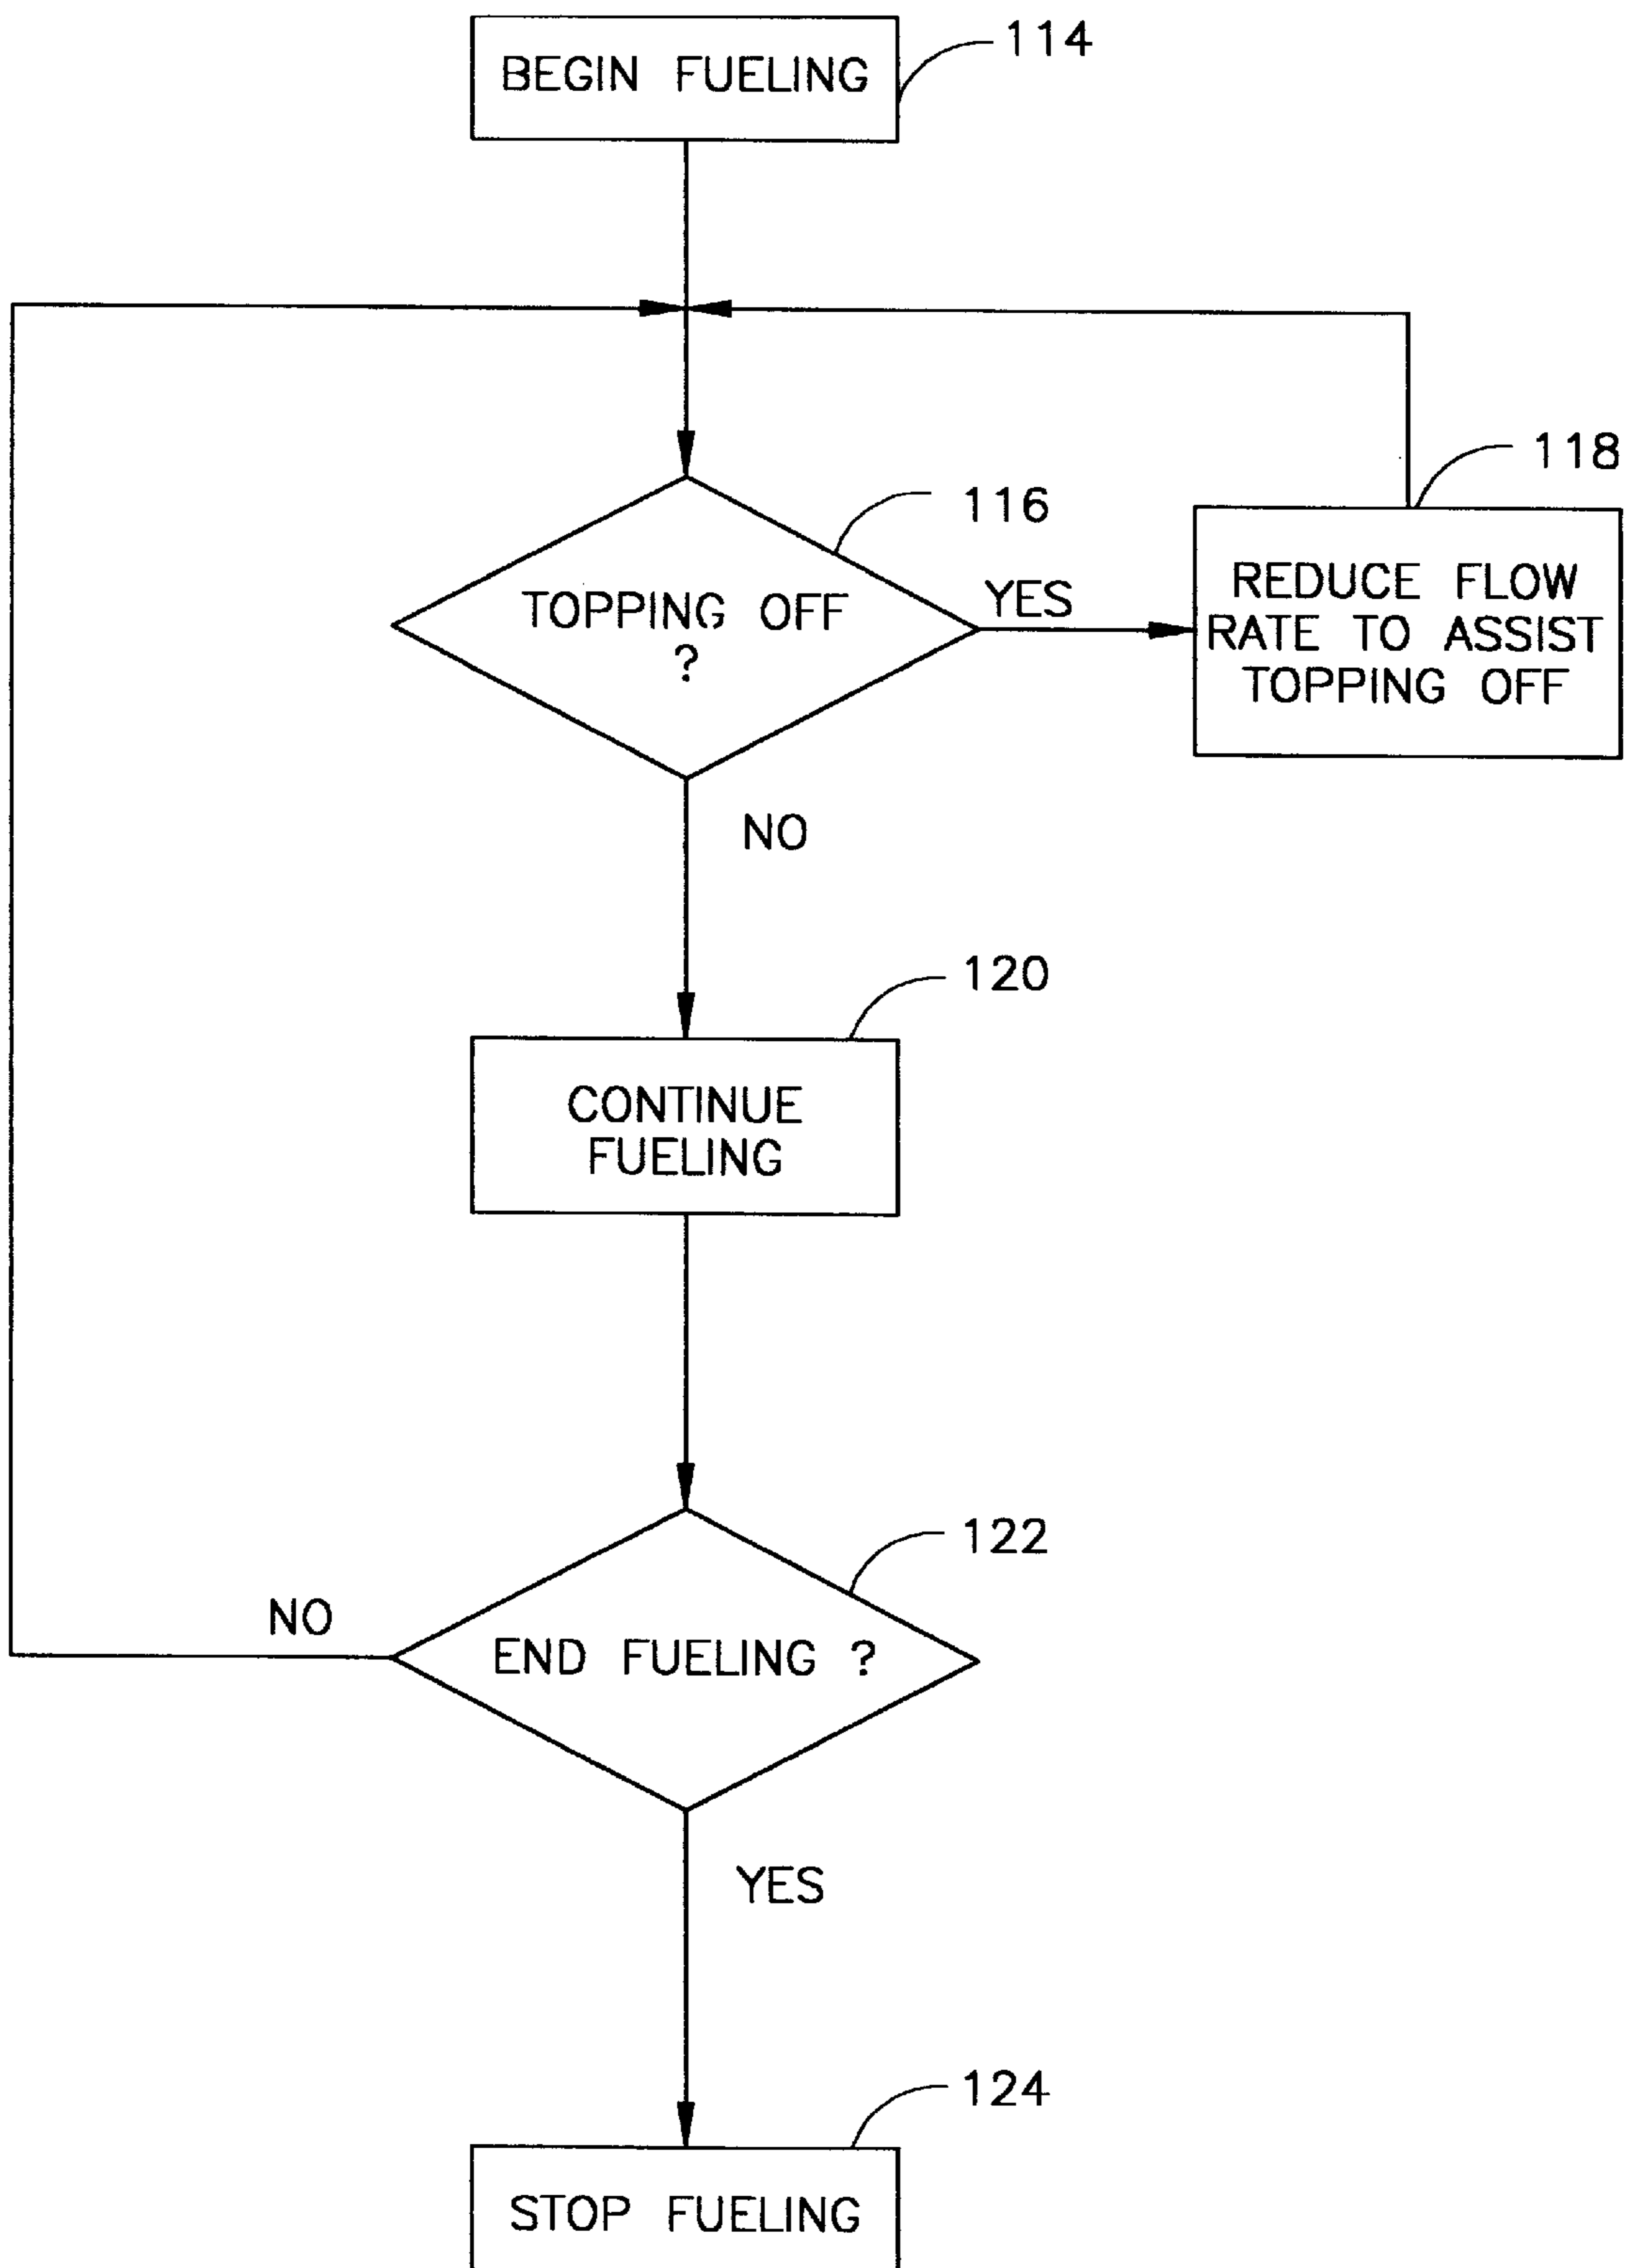 BEGIN FUELING
114
116
118
TOPPING OFF
?
YES
REDUCE FLOW
RATE TO ASSIST
TOPPING OFF
NO
120
CONTINUE
FUELING
122
END FUELING ?
NO
YES
124
STOP FUELING